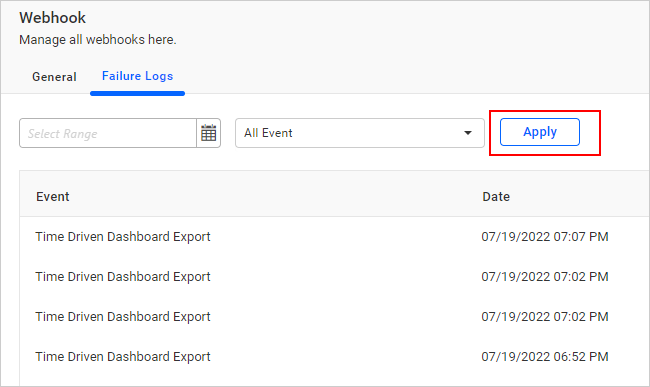 Webhook
Manage all webhooks here.
General Failure Logs
Select Range All Event Apply
Event Date
Time Driven Dashboard Export 07/19/2022 07:07 PM
Time Driven Dashboard Export 07/19/2022 07:02 PM
Time Driven Dashboard Export 07/19/2022 07:02 PM
Time Driven Dashboard Export 07/19/2022 06:52 PM